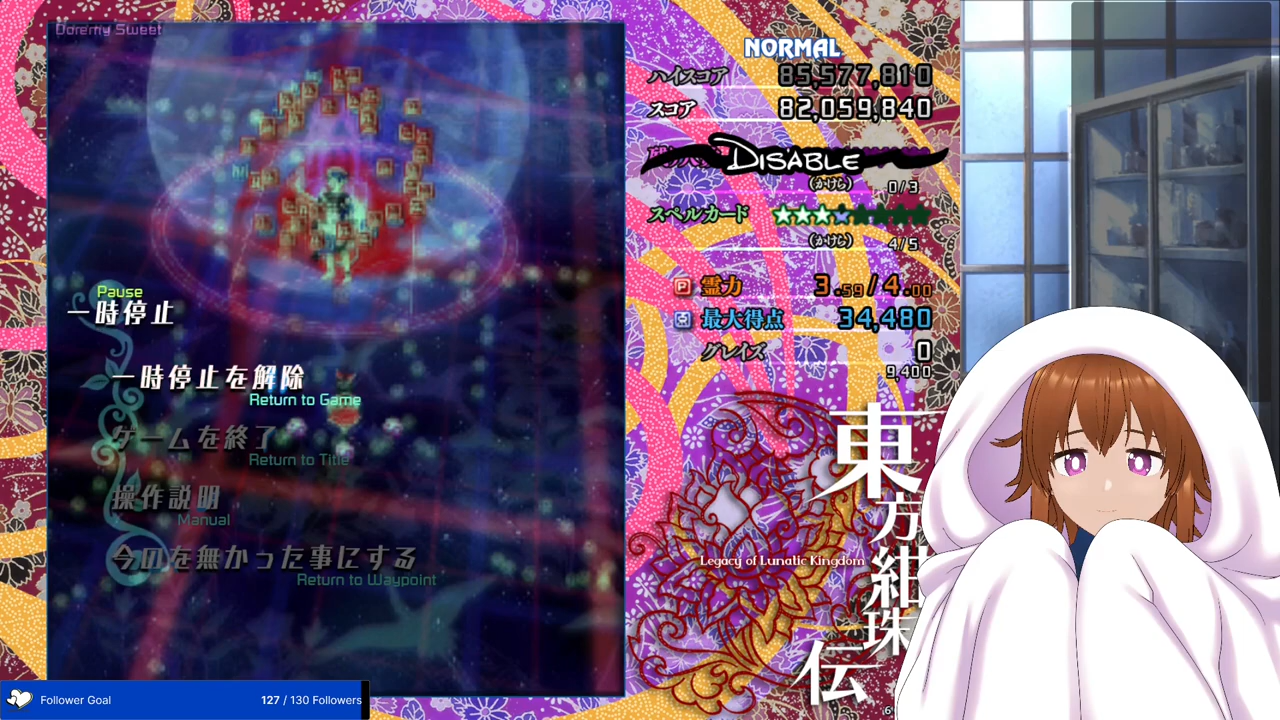 Doremy Sweet
Pause
一時停止
一時停止を解除
Return to Game
ゲームを終了
Return to Title
操作説明
Manual
今のを無かった事にする
Return to Waypoint
NORMAL
ハイスコア 85,577,810
スコア 82,059,840
DISABLE
(かけら) 0/3
スペルカード
(かけら) 4/5
P 霊力 3.59/4.00
最大得点 34,480
グレイズ 0
9,400
東方紺珠伝
Legacy of Lunatic Kingdom
Follower Goal 127 / 130 Followers